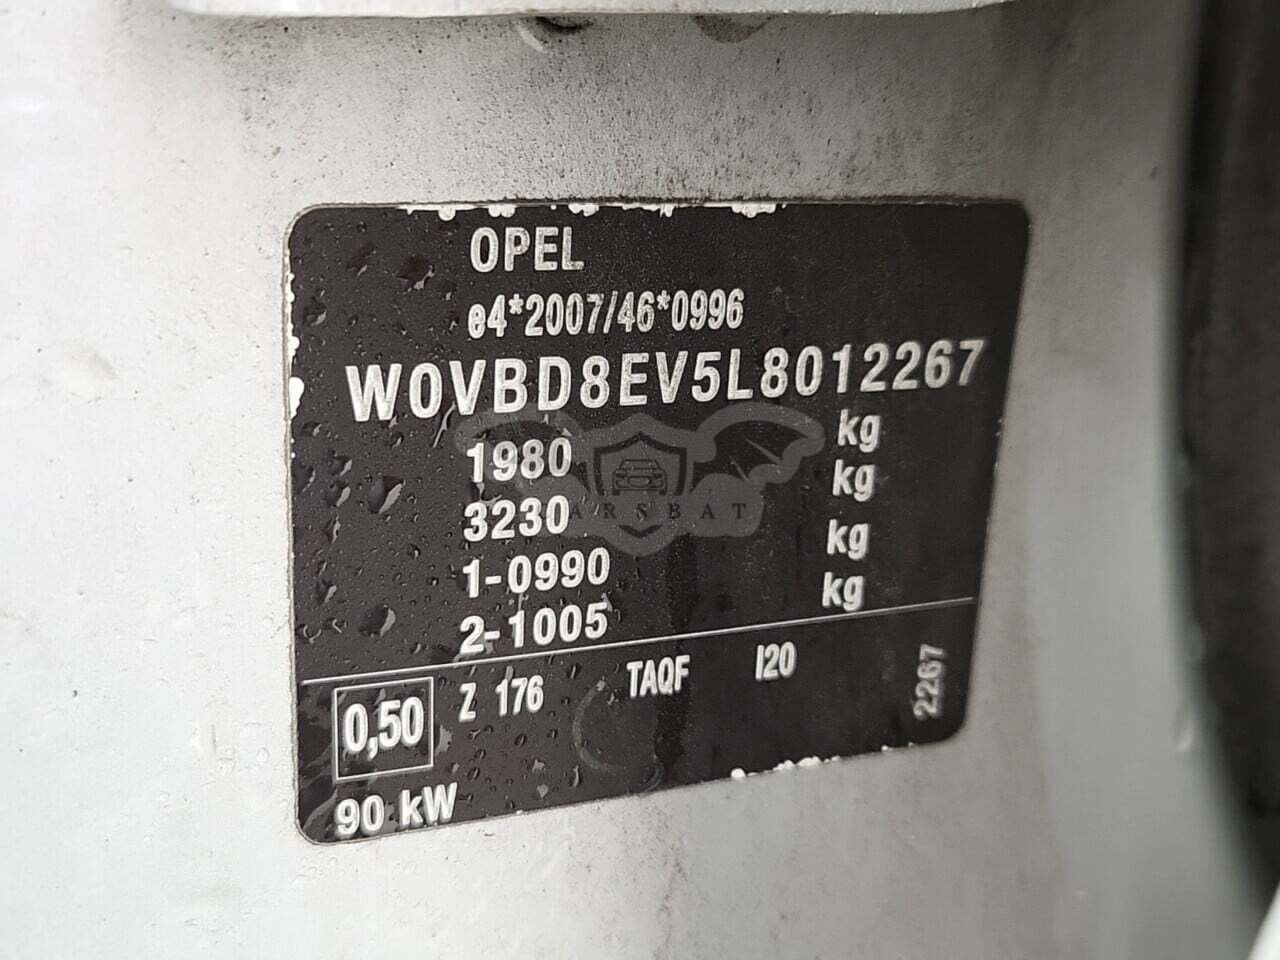 OPEL
e4*2007/46*0996
W0VBD8EV5L8012267
1980 kg
3230 kg
1-0990 kg
2-1005 kg
0,50 Z 176 TAQF I20 2267
90 kW
ARSBAT